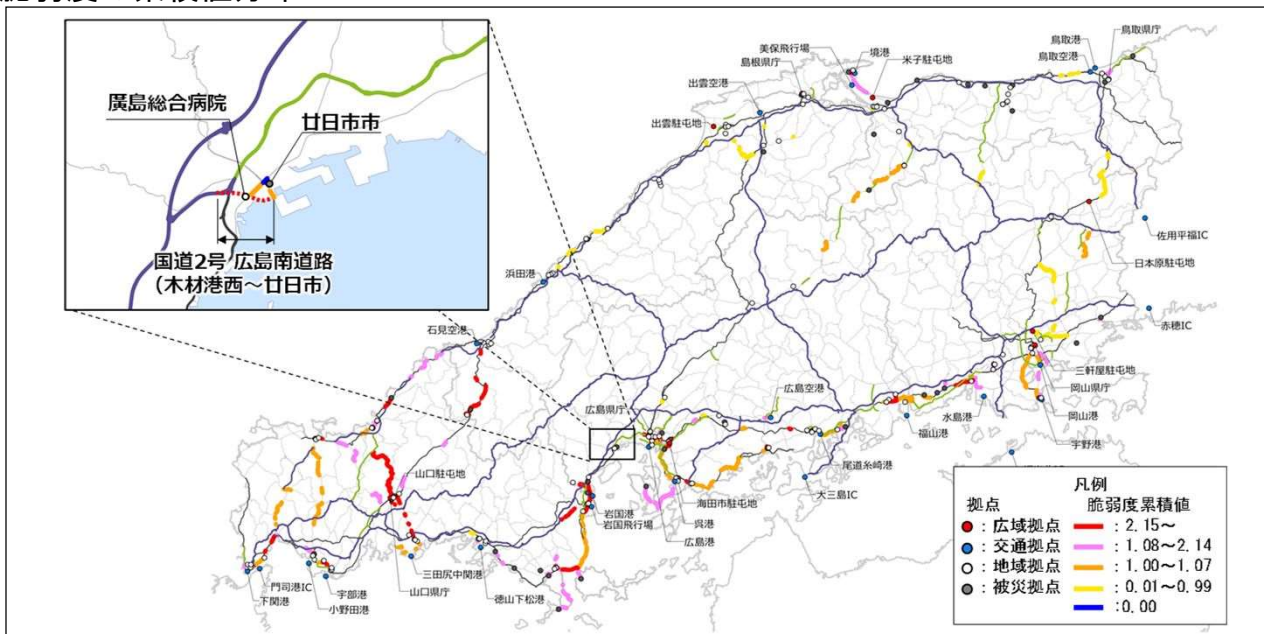 廣島総合病院
廿日市市
国道2号 広島南道路
(木材港西～廿日市)
美保飛行場
境港
島根県庁
米子駐屯地
出雲空港
出雲駐屯地
鳥取港
鳥取県庁
鳥取空港
佐用平福IC
日本原駐屯地
赤穂IC
浜田港
石見空港
三軒屋駐屯地
岡山県庁
岡山港
宇野港
広島空港
広島県庁
水島港
福山港
尾道糸崎港
大三島IC
海田市駐屯地
呉港
広島港
岩国港
岩国飛行場
山口駐屯地
三田尻中関港
山口県庁
徳山下松港
門司港IC
下関港
宇部港
小野田港
凡例
拠点
脆弱度累積値
：広域拠点
：2.15～
：交通拠点
：1.08～2.14
：地域拠点
：1.00～1.07
：被災拠点
：0.01～0.99
：0.00